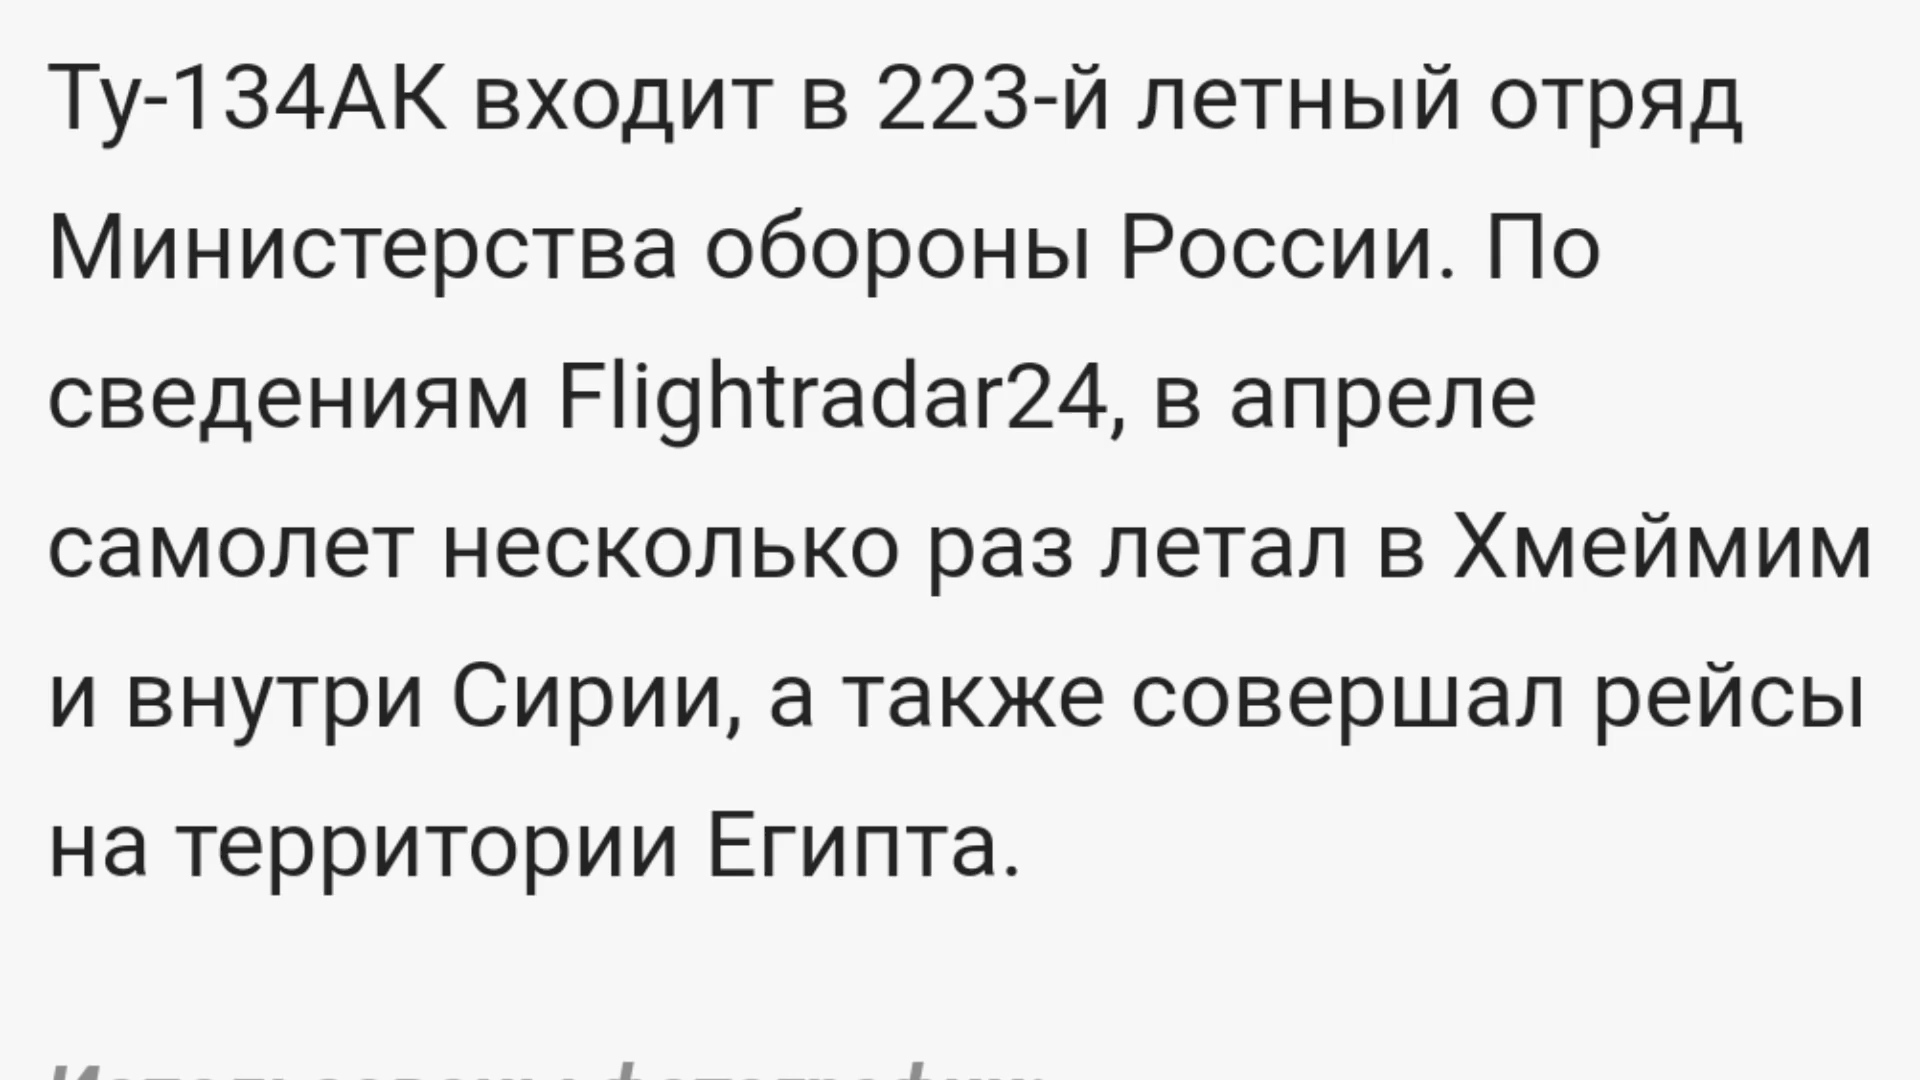 Ту-134АК входит в 223-й летный отряд
Министерства обороны России. По
сведениям Flightradar24, в апреле
самолет несколько раз летал в Хмеймим
и внутри Сирии, а также совершал рейсы
на территории Египта.